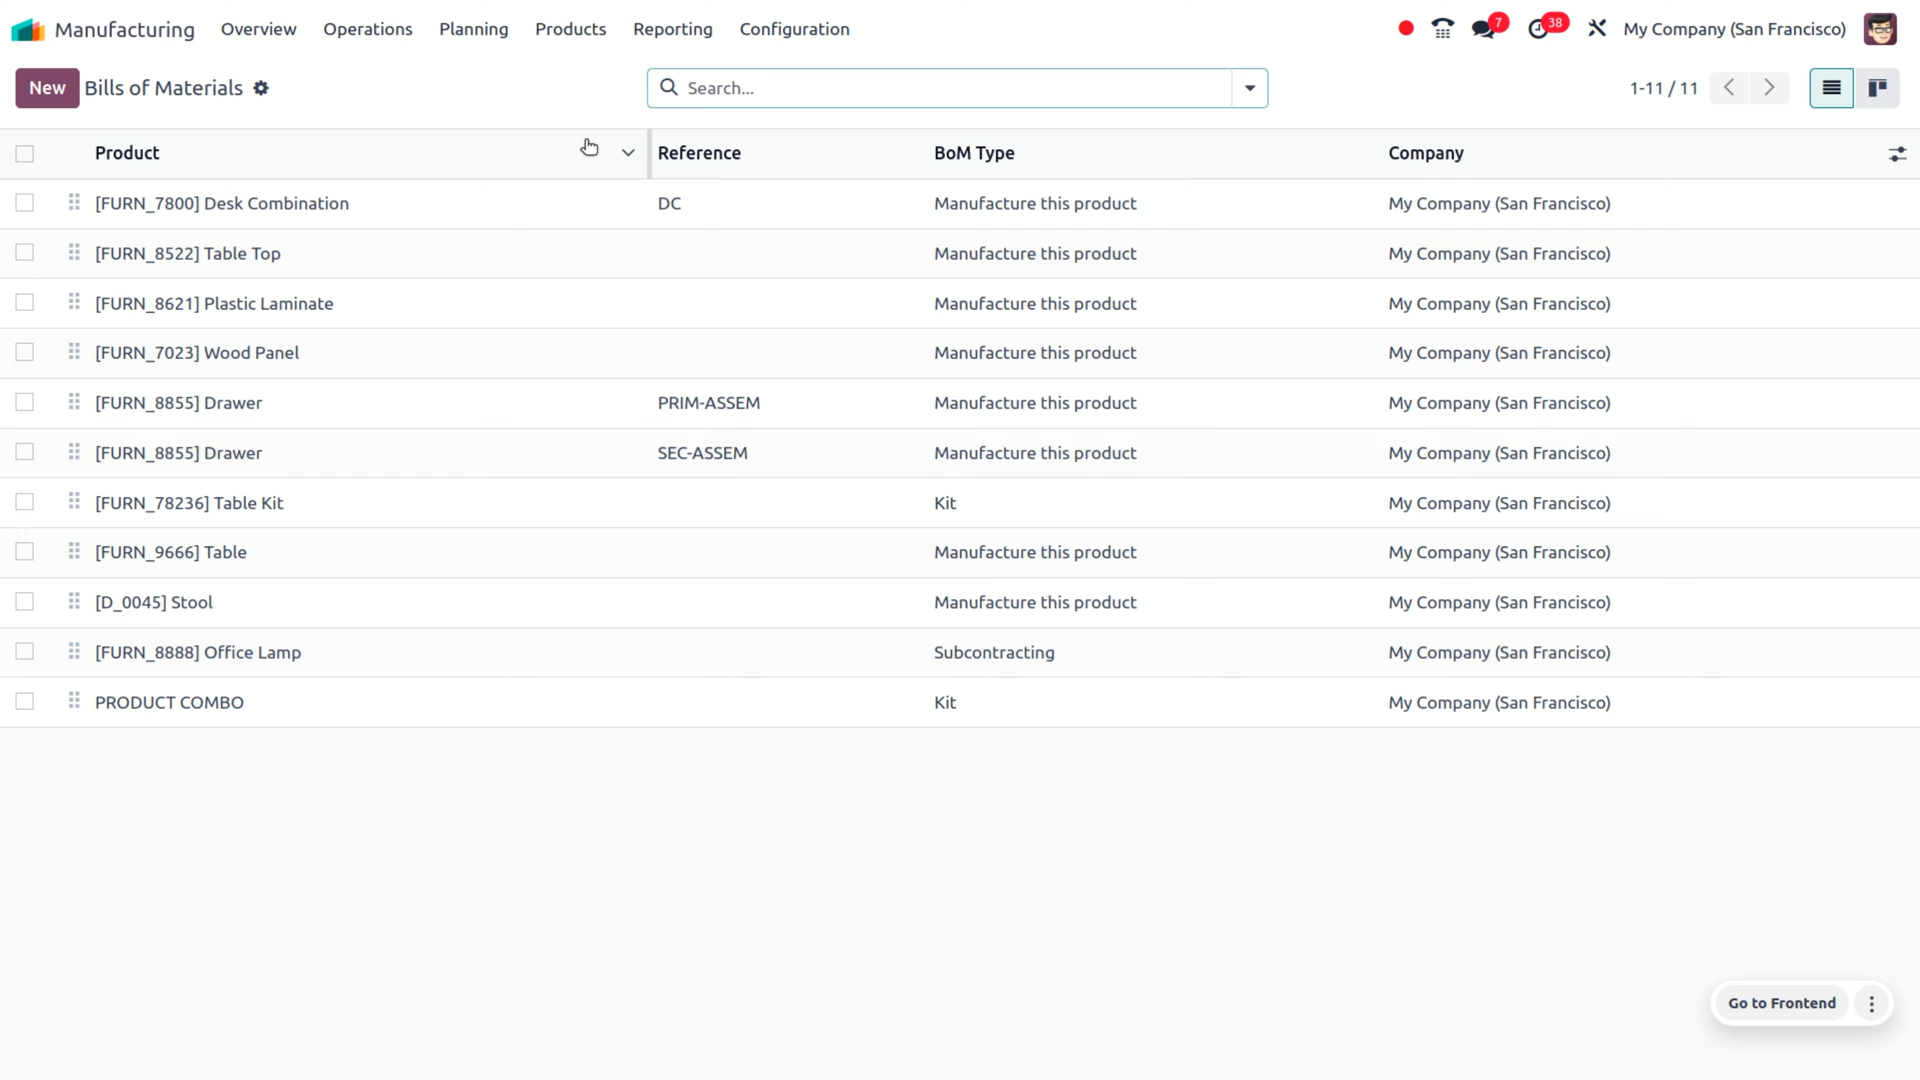 Manufacturing Overview Operations Planning Products Reporting Configuration 7 38 My Company (San Francisco)
New Bills of Materials Search... 1-11 / 11
Product Reference BoM Type Company
[FURN_7800] Desk Combination DC Manufacture this product My Company (San Francisco)
[FURN_8522] Table Top Manufacture this product My Company (San Francisco)
[FURN_8621] Plastic Laminate Manufacture this product My Company (San Francisco)
[FURN_7023] Wood Panel Manufacture this product My Company (San Francisco)
[FURN_8855] Drawer PRIM-ASSEM Manufacture this product My Company (San Francisco)
[FURN_8855] Drawer SEC-ASSEM Manufacture this product My Company (San Francisco)
[FURN_78236] Table Kit Kit My Company (San Francisco)
[FURN_9666] Table Manufacture this product My Company (San Francisco)
[D_0045] Stool Manufacture this product My Company (San Francisco)
[FURN_8888] Office Lamp Subcontracting My Company (San Francisco)
PRODUCT COMBO Kit My Company (San Francisco)
Go to Frontend